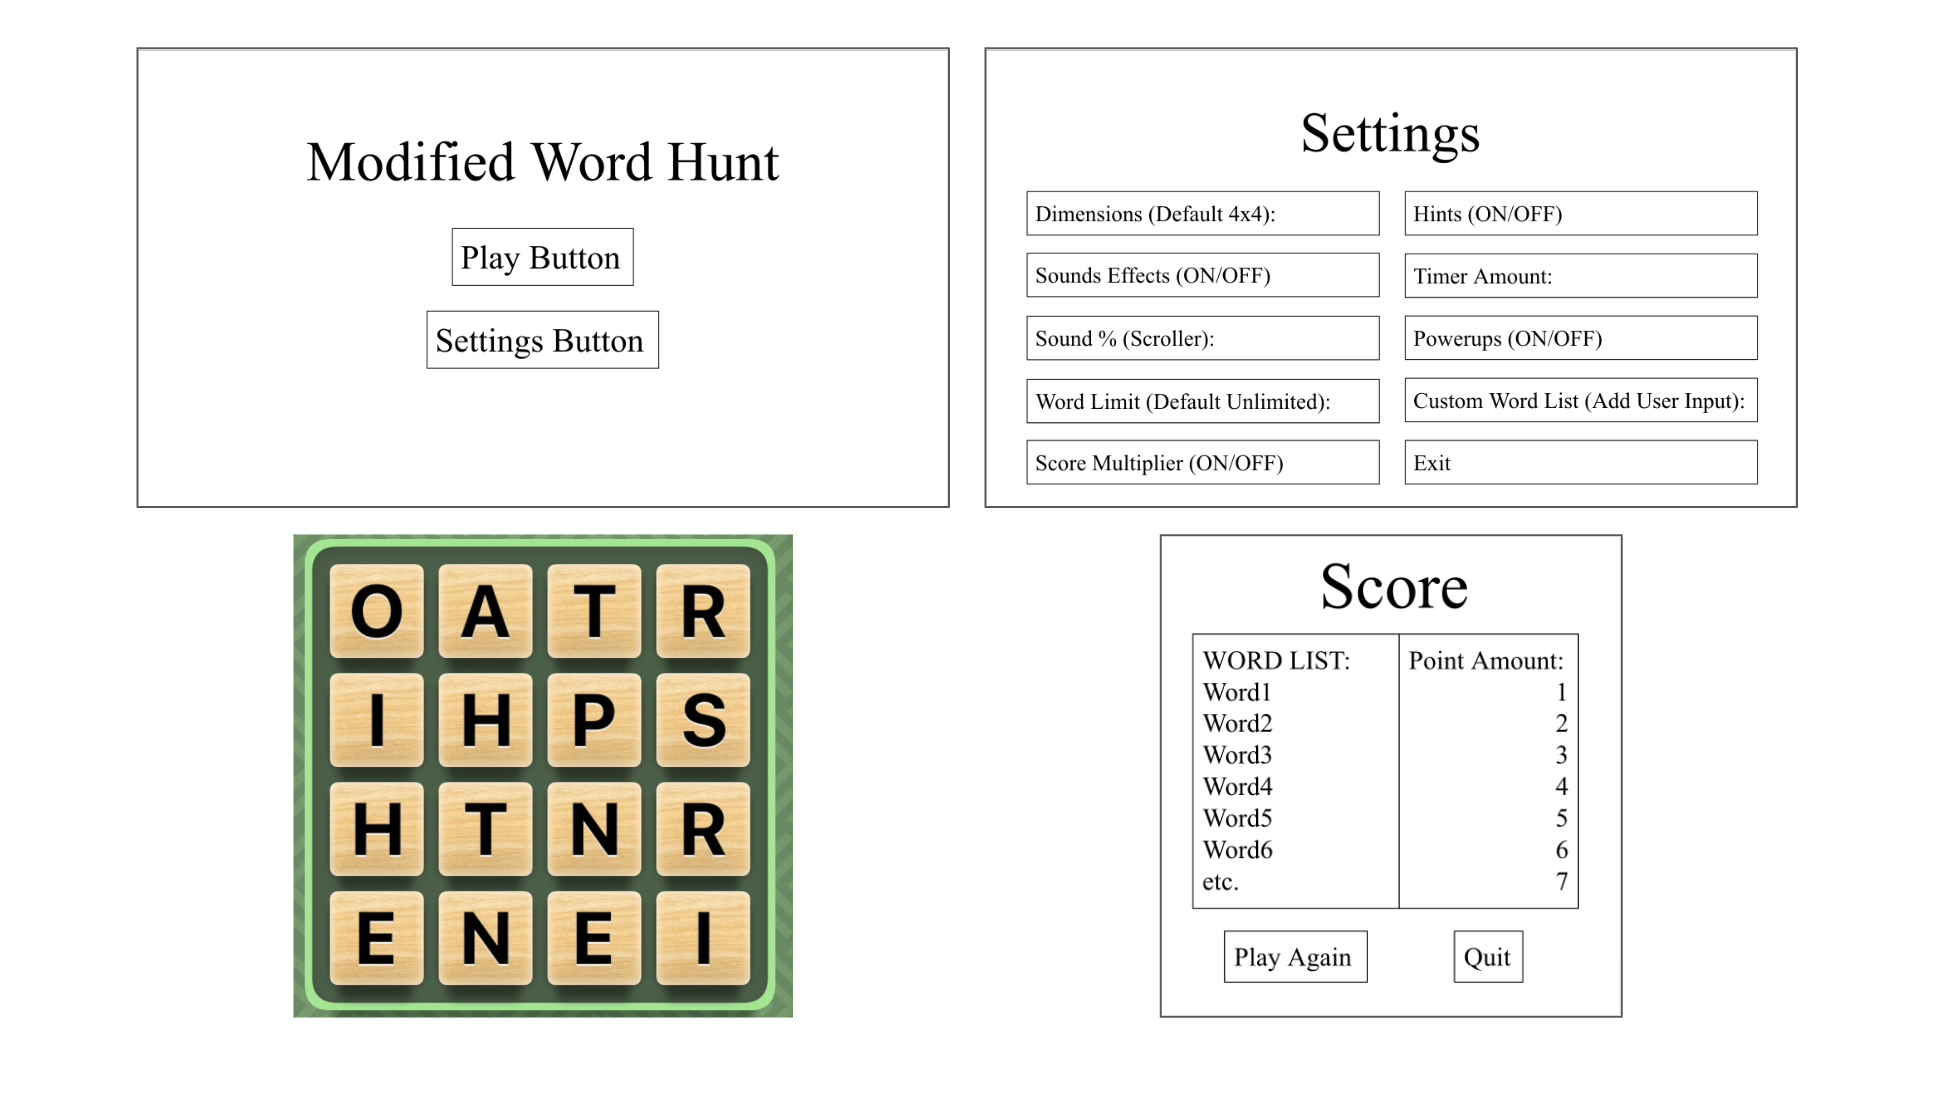 Modified Word Hunt
Play Button
Settings Button
Settings
Dimensions (Default 4x4):
Hints (ON/OFF)
Sounds Effects (ON/OFF)
Timer Amount:
Sound % (Scroller):
Powerups (ON/OFF)
Word Limit (Default Unlimited):
Custom Word List (Add User Input):
Score Multiplier (ON/OFF)
Exit
O A T R
I H P S
H T N R
E N E I
Score
WORD LIST: Point Amount:
Word1 1
Word2 2
Word3 3
Word4 4
Word5 5
Word6 6
etc. 7
Play Again
Quit